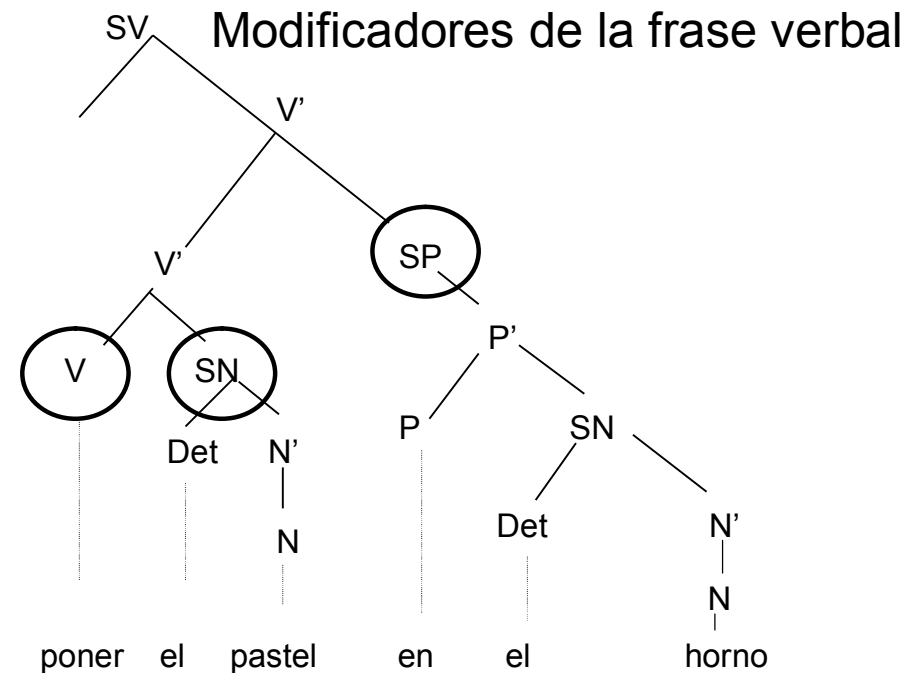 SV Modificadores de la frase verbal
V’
V’ SP
P’
V SN
P SN
Det N’
Det N’
N
N
poner el pastel en el horno